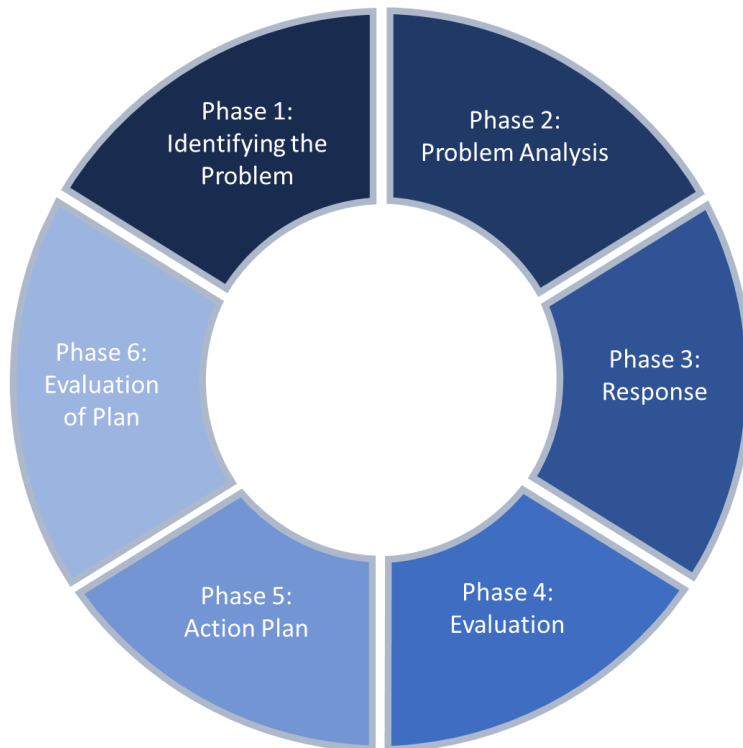 Phase 1:
Identifying the
Problem
Phase 2:
Problem Analysis
Phase 3:
Response
Phase 4:
Evaluation
Phase 5:
Action Plan
Phase 6:
Evaluation
of Plan